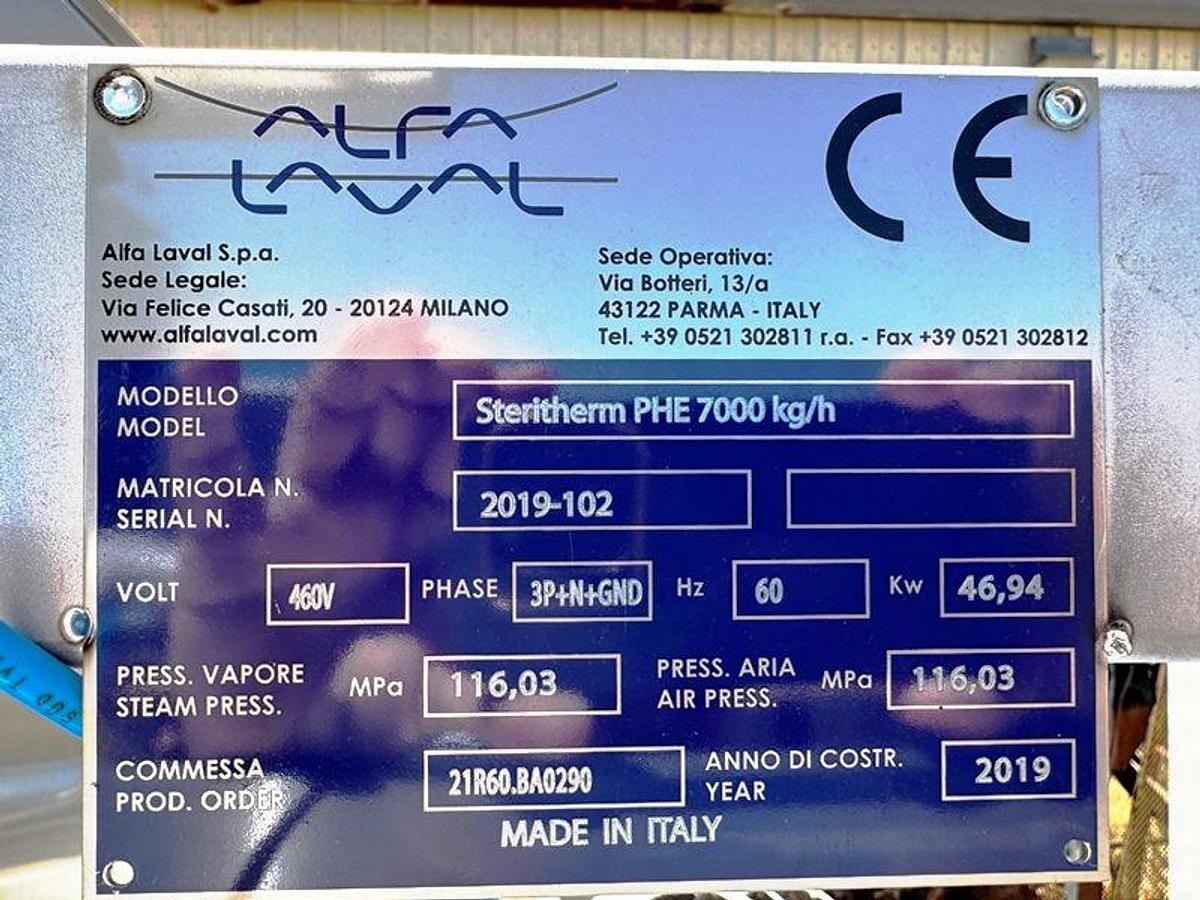 ALFA
LAVAL
CE
Alfa Laval S.p.a.
Sede Legale:
Via Felice Casati, 20 - 20124 MILANO
www.alfalaval.com
Sede Operativa:
Via Botteri, 13/a
43122 PARMA - ITALY
Tel. +39 0521 302811 r.a. - Fax +39 0521 302812
MODELLO
MODEL
Steritherm PHE 7000 kg/h
MATRICOLA N.
SERIAL N.
2019-102
VOLT 460V PHASE 3P+N+GND Hz 60 Kw 46,94
PRESS. VAPORE
STEAM PRESS.
MPa 116,03
PRESS. ARIA
AIR PRESS.
MPa 116,03
COMMESSA
PROD. ORDER
21R60.BA0290
ANNO DI COSTR.
YEAR
2019
MADE IN ITALY